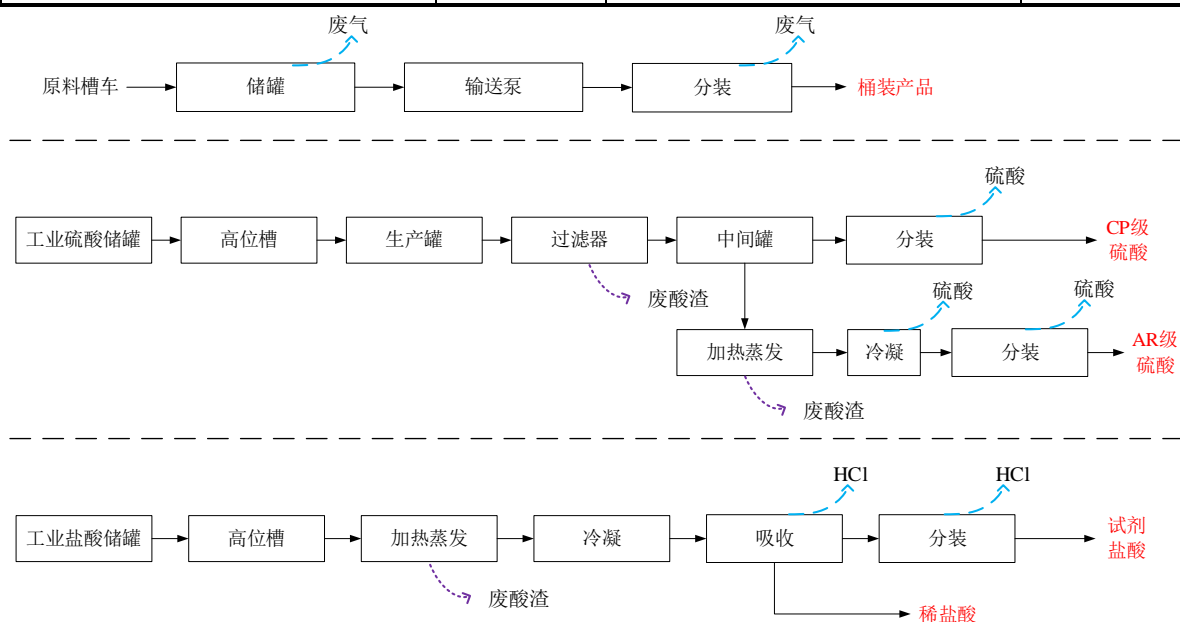 废气
废气
原料槽车
储罐
输送泵
分装
桶装产品
硫酸
工业硫酸储罐
高位槽
生产罐
过滤器
中间罐
分装
CP级
硫酸
废酸渣
硫酸
硫酸
加热蒸发
冷凝
分装
AR级
硫酸
废酸渣
HCl
HCl
工业盐酸储罐
高位槽
加热蒸发
冷凝
吸收
分装
试剂
盐酸
废酸渣
稀盐酸